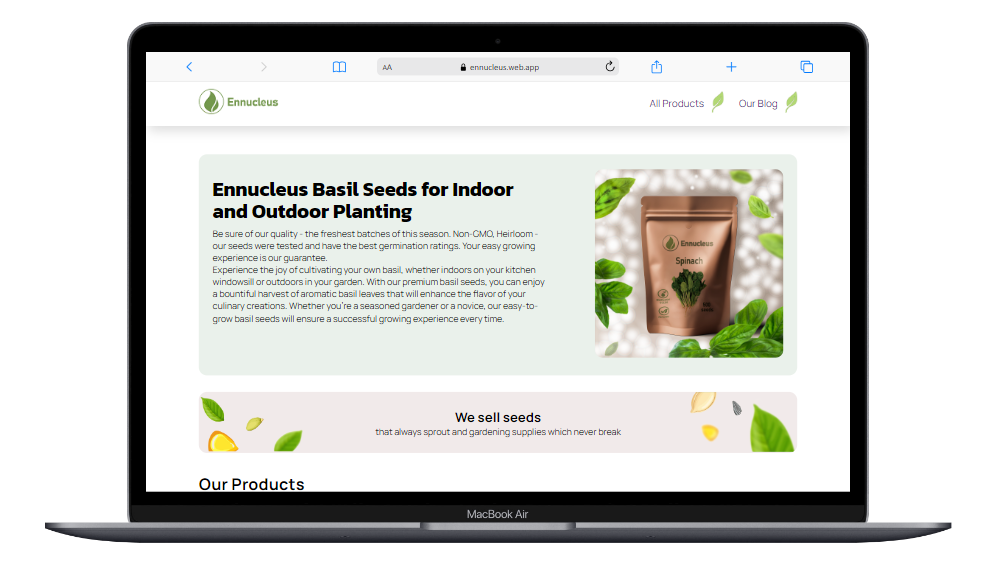 AA
ennucleus.web.app
Ennucleus
All Products
Our Blog
Ennucleus Basil Seeds for Indoor
and Outdoor Planting
Be sure of our quality - the freshest batches of this season. Non-GMO, Heirloom -
our seeds were tested and have the best germination ratings. Your easy growing
experience is our guarantee.
Experience the joy of cultivating your own basil, whether indoors on your kitchen
windowsill or outdoors in your garden. With our premium basil seeds, you can enjoy
a bountiful harvest of aromatic basil leaves that will enhance the flavor of your
culinary creations. Whether you're a seasoned gardener or a novice, our easy-to-
grow basil seeds will ensure a successful growing experience every time.
Ennucleus
Spinach
We sell seeds
that always sprout and gardening supplies which never break
Our Products
MacBook Air